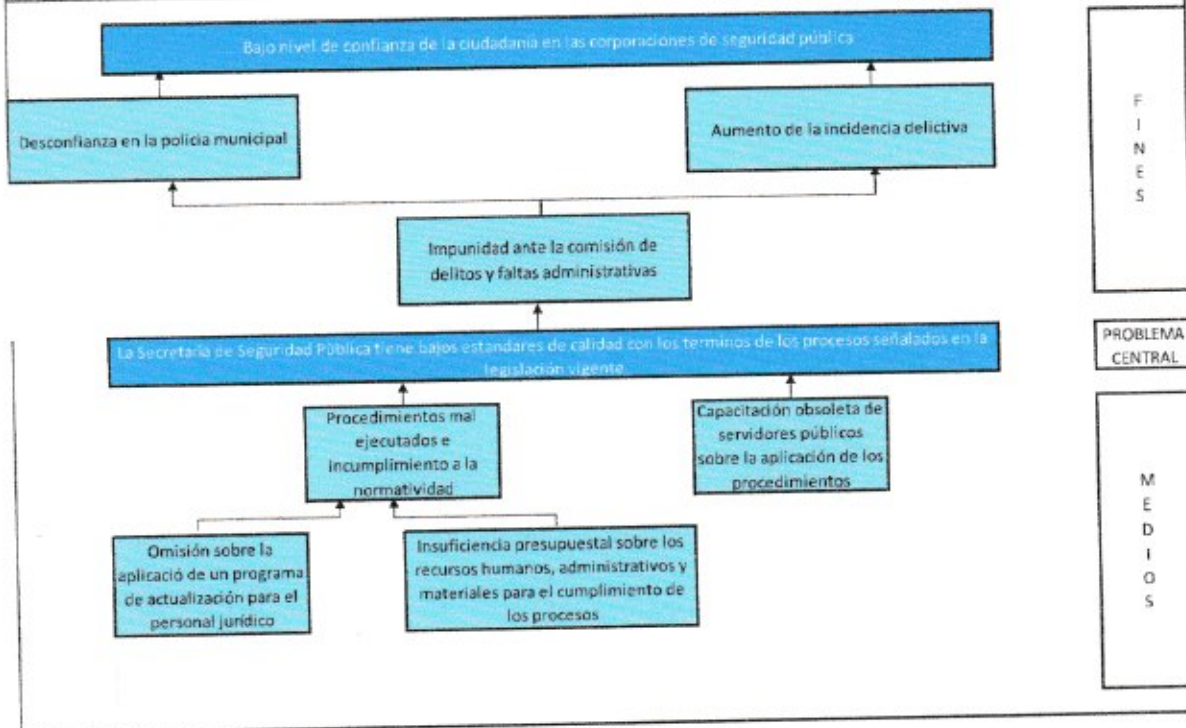 Bajo nivel de confianza de la ciudadanía en las corporaciones de seguridad pública
Desconfianza en la policia municipal
Aumento de la incidencia delictiva
Impunidad ante la comisión de
delitos y faltas administrativas
La Secretaría de Seguridad Pública tiene bajos estandares de calidad con los terminos de los procesos señalados en la
legislación vigente
Procedimientos mal
ejecutados e
incumplimiento a la
normatividad
Capacitación obsoleta de
servidores públicos
sobre la aplicación de los
procedimientos
Omisión sobre la
aplicació de un programa
de actualización para el
personal jurídico
Insuficiencia presupuestal sobre los
recursos humanos, administrativos y
materiales para el cumplimiento de
los procesos
F
I
N
E
S
PROBLEMA
CENTRAL
M
E
D
I
O
S